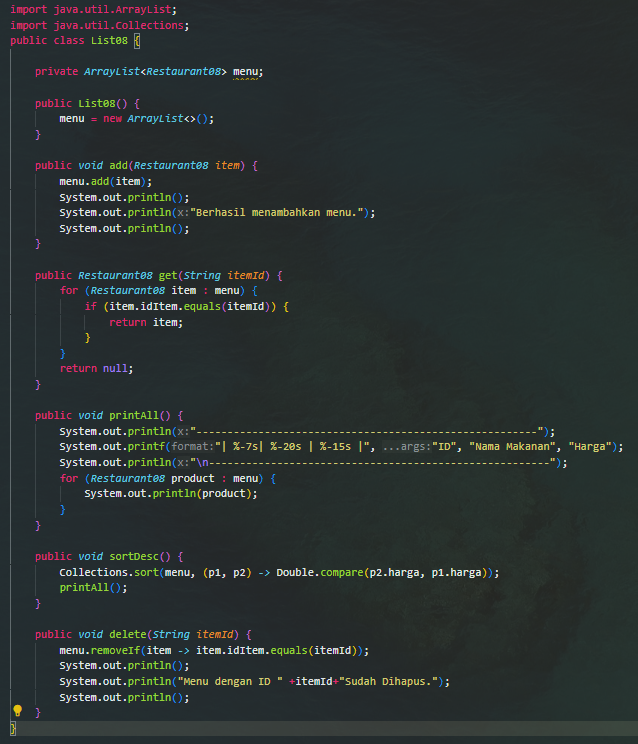 import java.util.ArrayList;
import java.util.Collections;
public class List08 {
    private ArrayList<Restaurant08> menu;
    public List08() {
        menu = new ArrayList<>();
    }
    public void add(Restaurant08 item) {
        menu.add(item);
        System.out.println();
        System.out.println(x:"Berhasil menambahkan menu.");
        System.out.println();
    }
    public Restaurant08 get(String itemId) {
        for (Restaurant08 item : menu) {
            if (item.idItem.equals(itemId)) {
                return item;
            }
        }
        return null;
    }
    public void printAll() {
        System.out.println(x:"-------------------------------------------------------");
        System.out.printf(format:"| %-7s| %-20s | %-15s |", ...args:"ID", "Nama Makanan", "Harga");
        System.out.println(x:"\n-------------------------------------------------------");
        for (Restaurant08 product : menu) {
            System.out.println(product);
        }
    }
    public void sortDesc() {
        Collections.sort(menu, (p1, p2) -> Double.compare(p2.harga, p1.harga));
        printAll();
    }
    public void delete(String itemId) {
        menu.removeIf(item -> item.idItem.equals(itemId));
        System.out.println();
        System.out.println("Menu dengan ID " +itemId+"Sudah Dihapus.");
        System.out.println();
    }
}